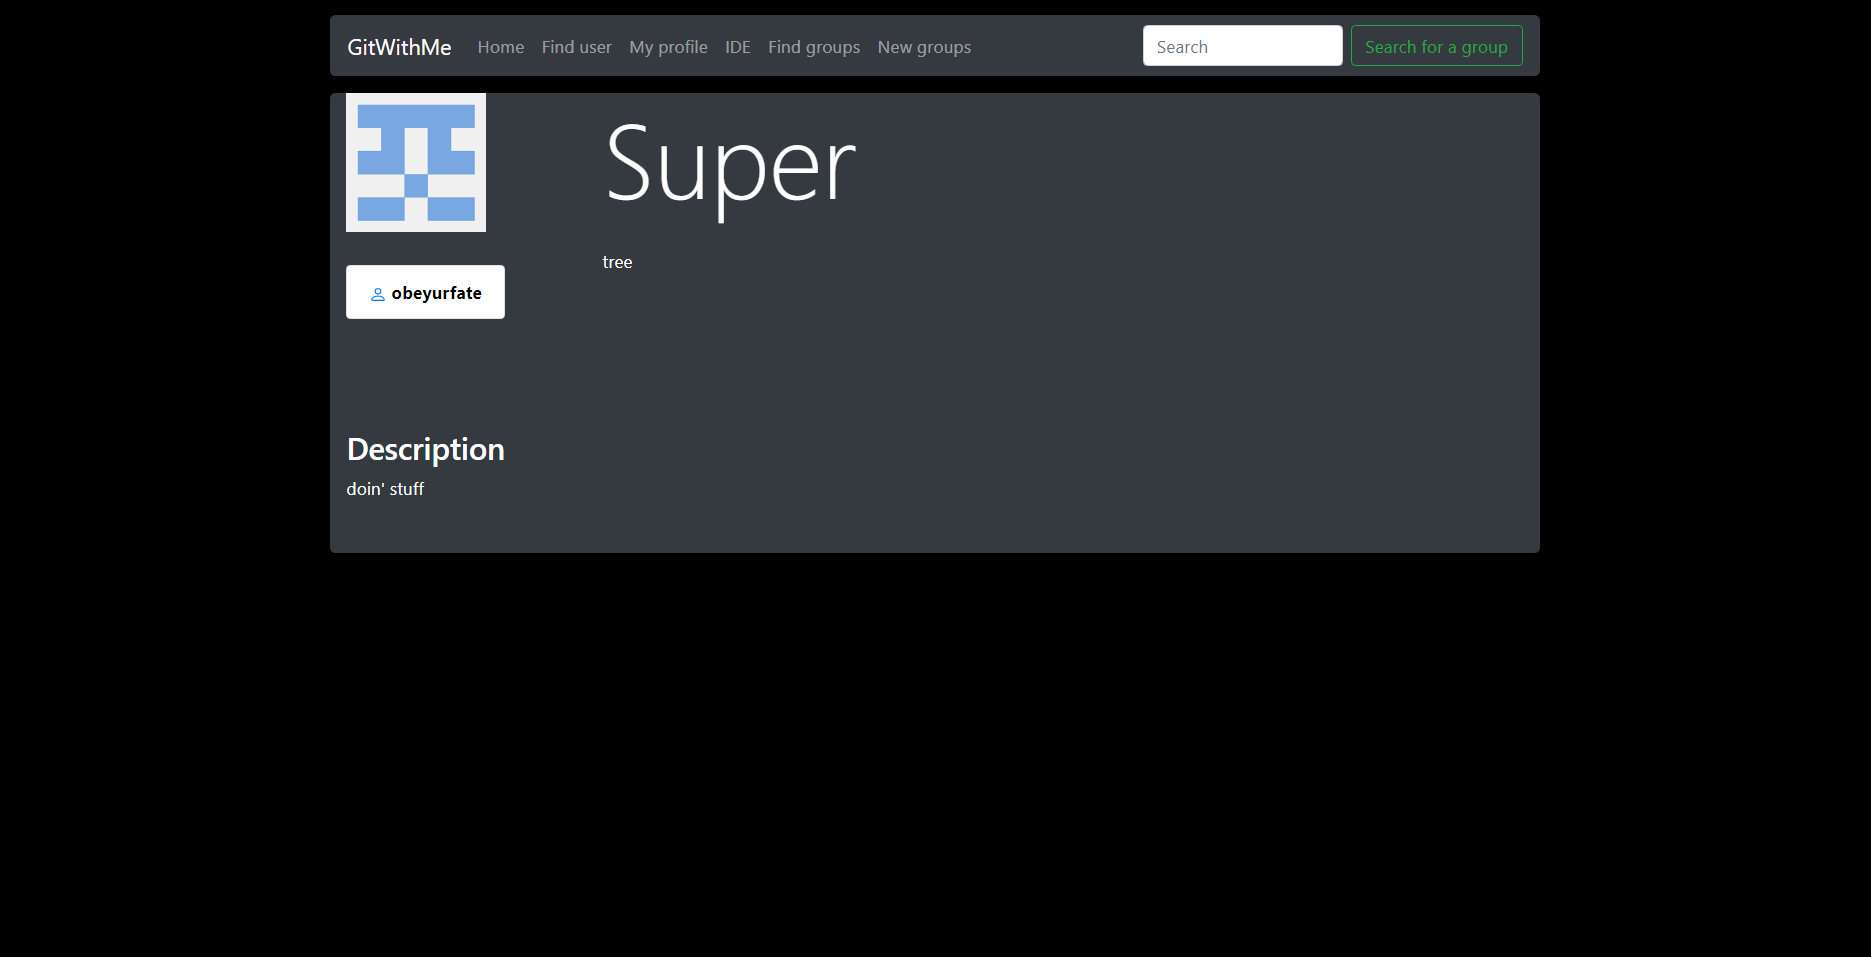 GitWithMe Home Find user My profile IDE Find groups New groups Search Search for a group
Super
tree
obeyurfate
Description
doin' stuff